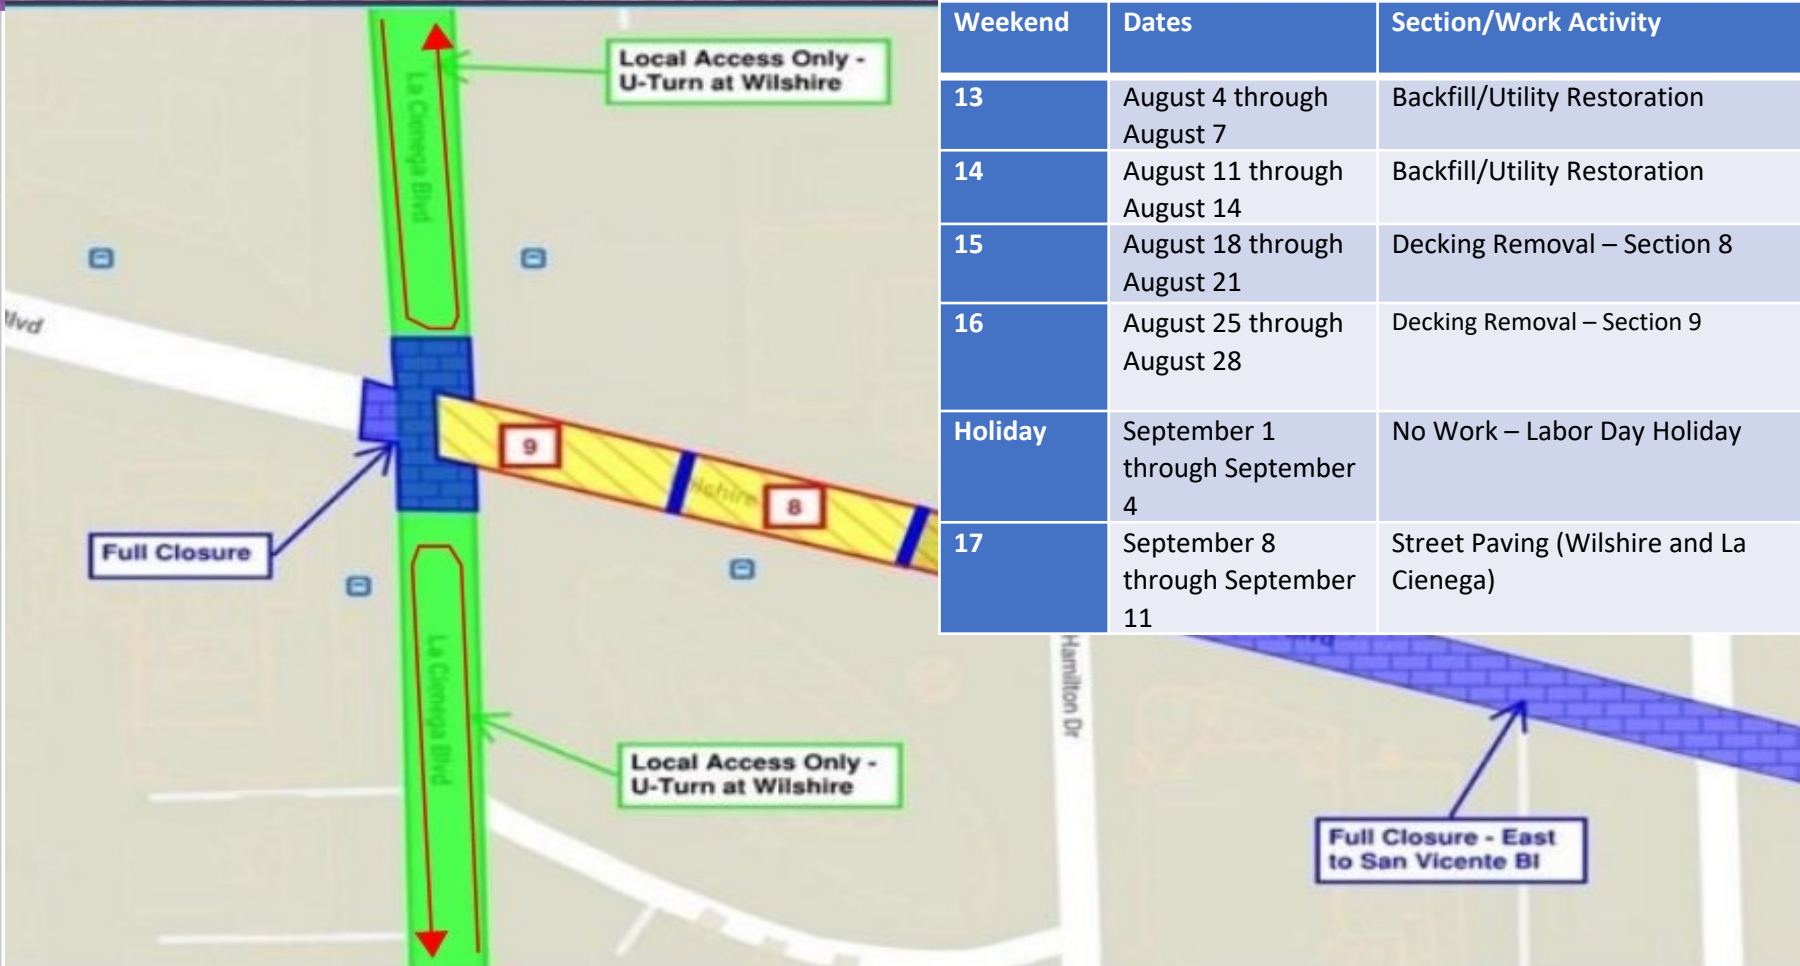 Weekend Dates Section/Work Activity
13 August 4 through Backfill/Utility Restoration
August 7
14 August 11 through Backfill/Utility Restoration
August 14
15 August 18 through Decking Removal – Section 8
August 21
16 August 25 through Decking Removal – Section 9
August 28
Holiday September 1 No Work – Labor Day Holiday
through September
4
17 September 8 Street Paving (Wilshire and La
through September Cienega)
11
Local Access Only -
U-Turn at Wilshire
La Cienega Blvd
Blvd
9
8
Full Closure
La Cienega Blvd
Local Access Only -
U-Turn at Wilshire
Hamilton Dr
Full Closure - East
to San Vicente Bl